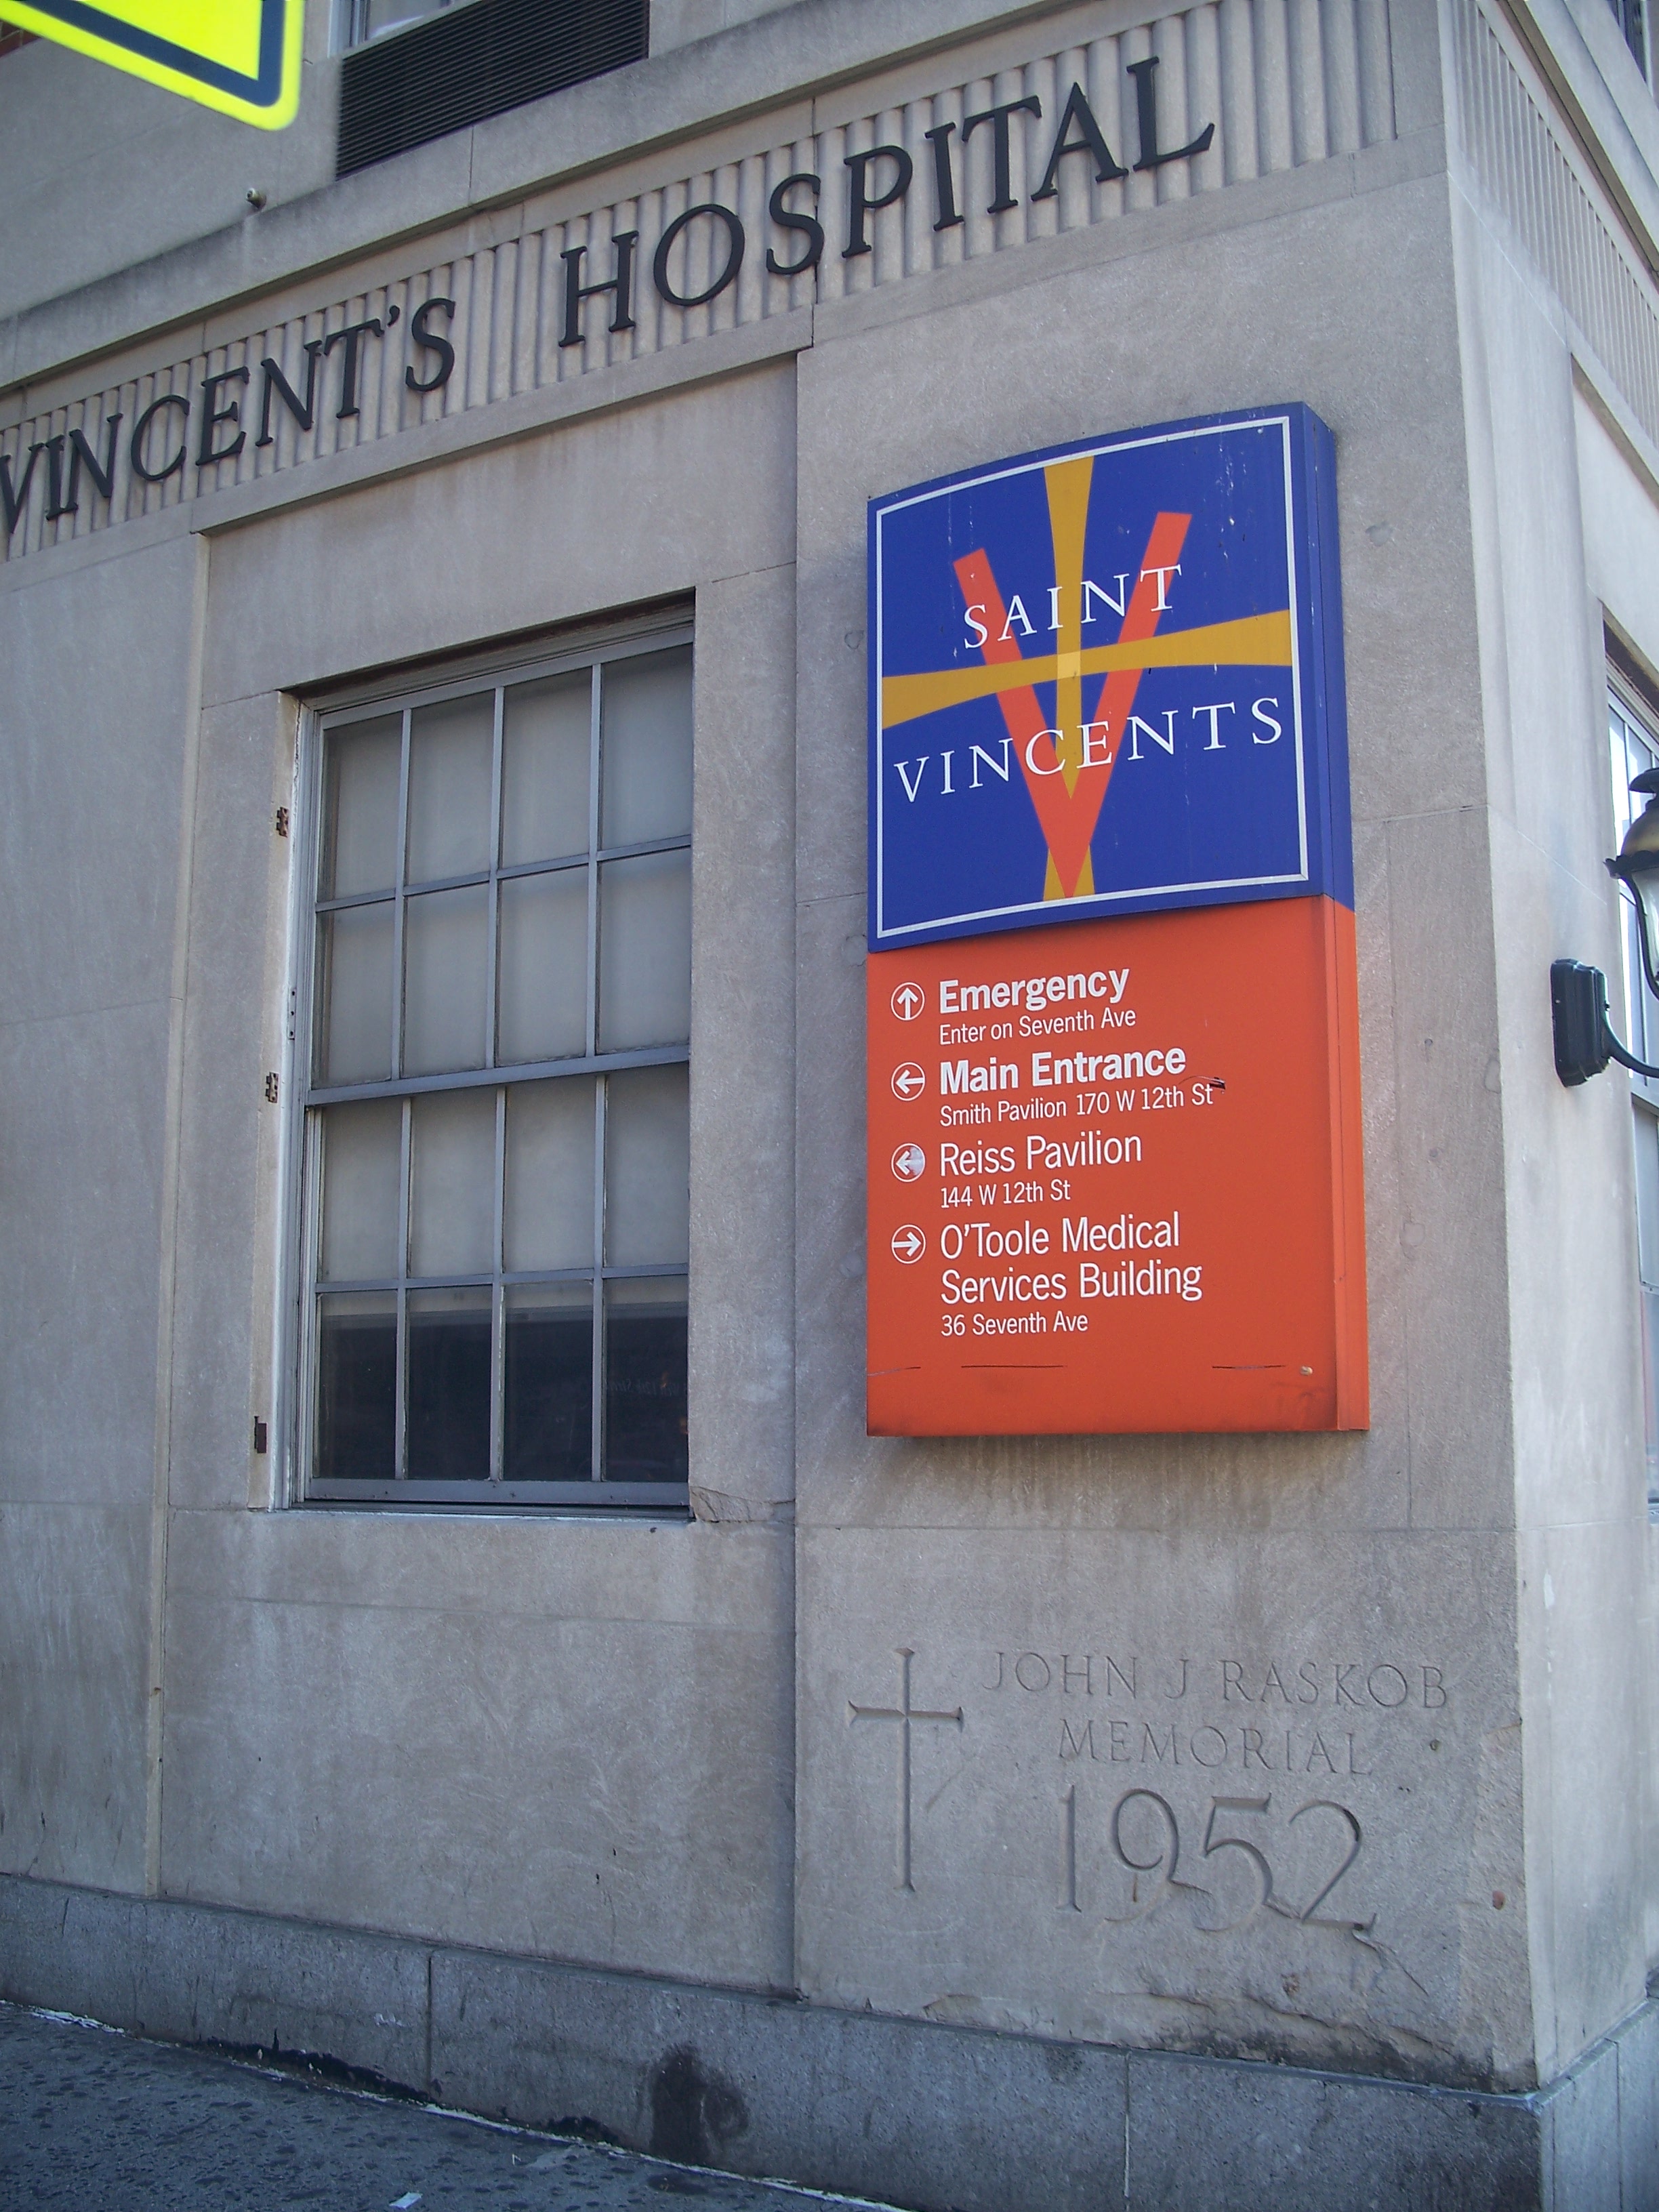 VINCENT'S HOSPITAL
SAINT
VINCENTS
Emergency
Enter on Seventh Ave
Main Entrance
Smith Pavilion 170 W 12th St
Reiss Pavilion
144 W 12th St
O'Toole Medical
Services Building
36 Seventh Ave
JOHN J RASKOB
MEMORIAL
1952